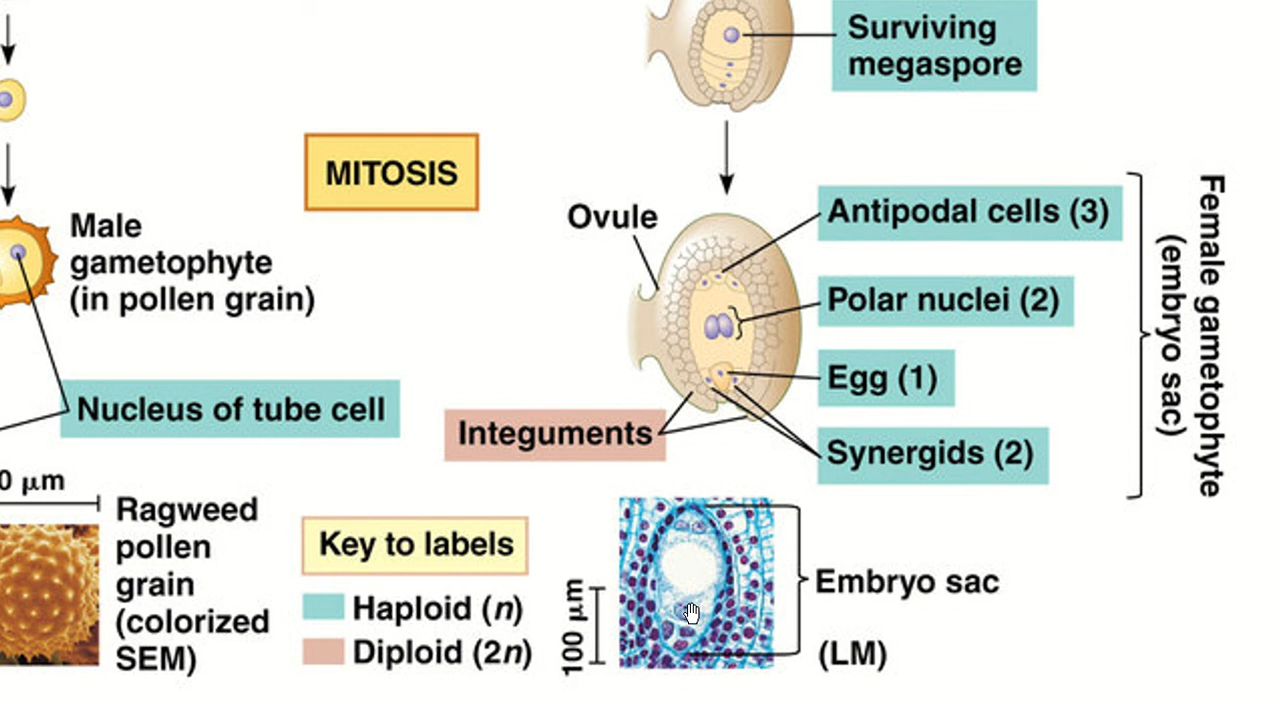 Surviving
megaspore
MITOSIS
Male
gametophyte
(in pollen grain)
Ovule
Antipodal cells (3)
Polar nuclei (2)
Egg (1)
Synergids (2)
Female gametophyte
(embryo sac)
Nucleus of tube cell
Integuments
0 μm
Ragweed
pollen
grain
(colorized
SEM)
Key to labels
Haploid (n)
Diploid (2n)
100 μm
Embryo sac
(LM)